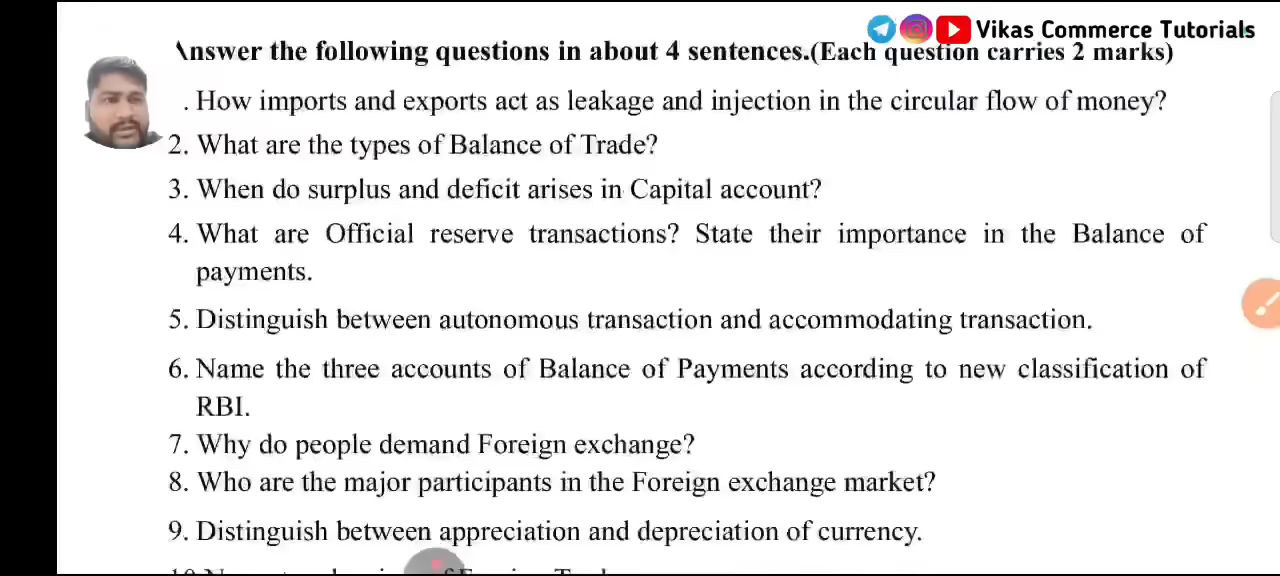 Vikas Commerce Tutorials
Answer the following questions in about 4 sentences.(Each question carries 2 marks)
. How imports and exports act as leakage and injection in the circular flow of money?
2. What are the types of Balance of Trade?
3. When do surplus and deficit arises in Capital account?
4. What are Official reserve transactions? State their importance in the Balance of
payments.
5. Distinguish between autonomous transaction and accommodating transaction.
6. Name the three accounts of Balance of Payments according to new classification of
RBI.
7. Why do people demand Foreign exchange?
8. Who are the major participants in the Foreign exchange market?
9. Distinguish between appreciation and depreciation of currency.